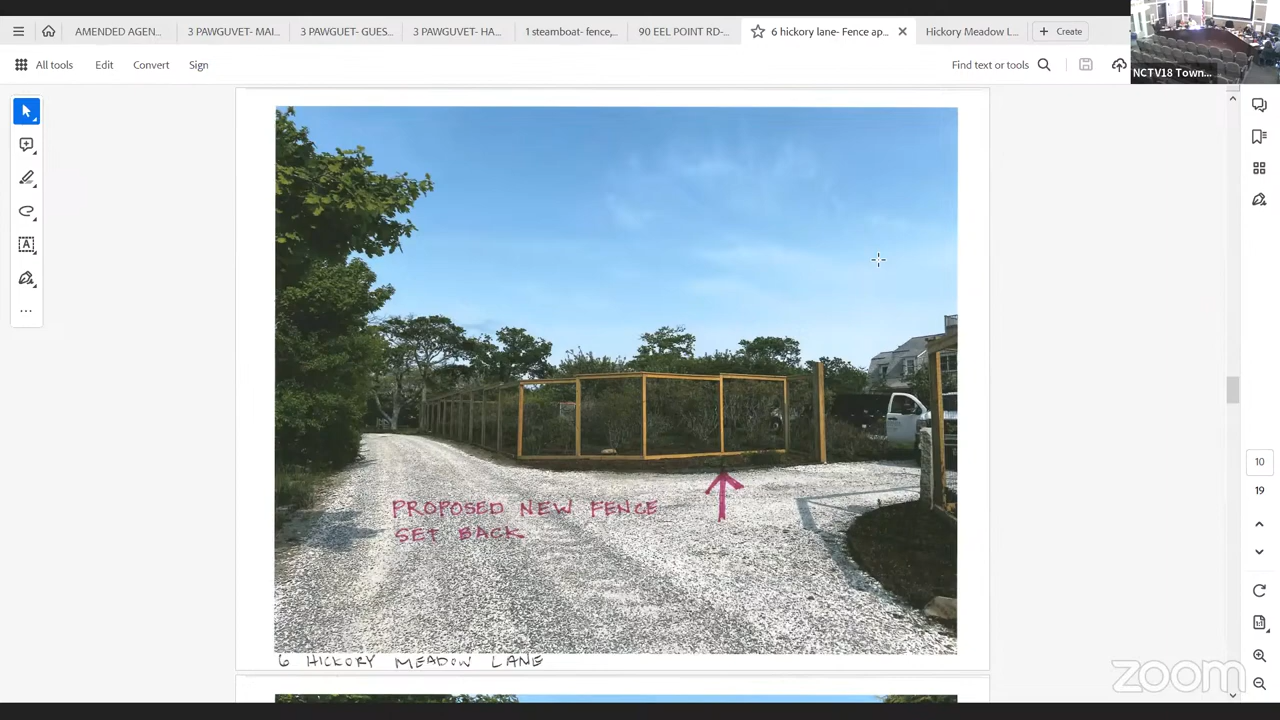 AMENDED AGEN...
3 PAWGUVET- MAI...
3 PAWGUET- GUES...
3 PAWGUVET- HA...
1 steamboat- fence,...
90 EEL POINT RD-...
6 hickory lane- Fence ap...
Hickory Meadow L...
Create
All tools
Edit
Convert
Sign
Find text or tools
NCTV18 Town...
PROPOSED NEW FENCE
SET BACK
6 HICKORY MEADOW LANE
10
19
zoom